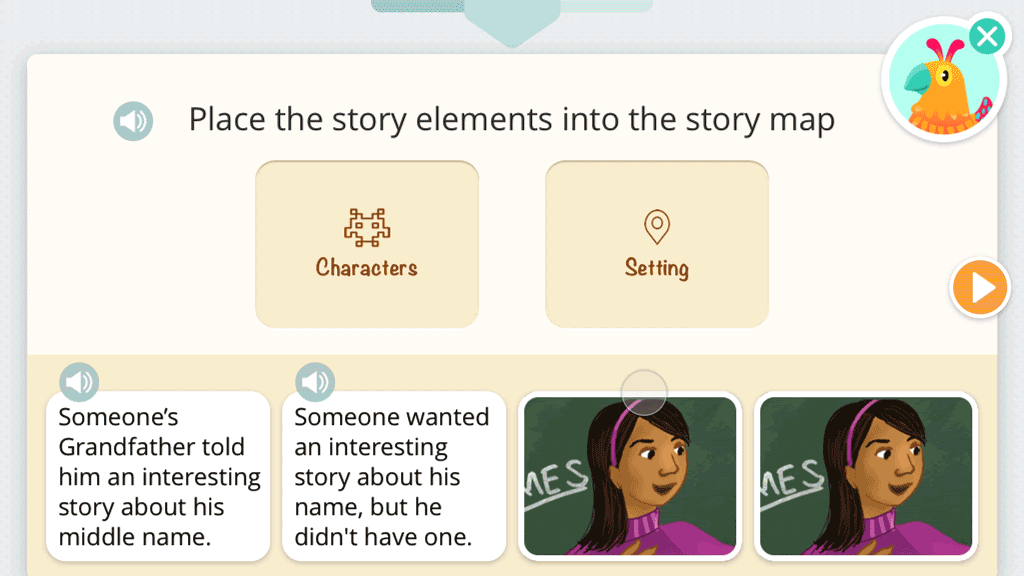 Place the story elements into the story map
Characters
Setting
Someone's
Grandfather told
him an interesting
story about his
middle name.
Someone wanted
an interesting
story about his
name, but he
didn't have one.
MES
MES